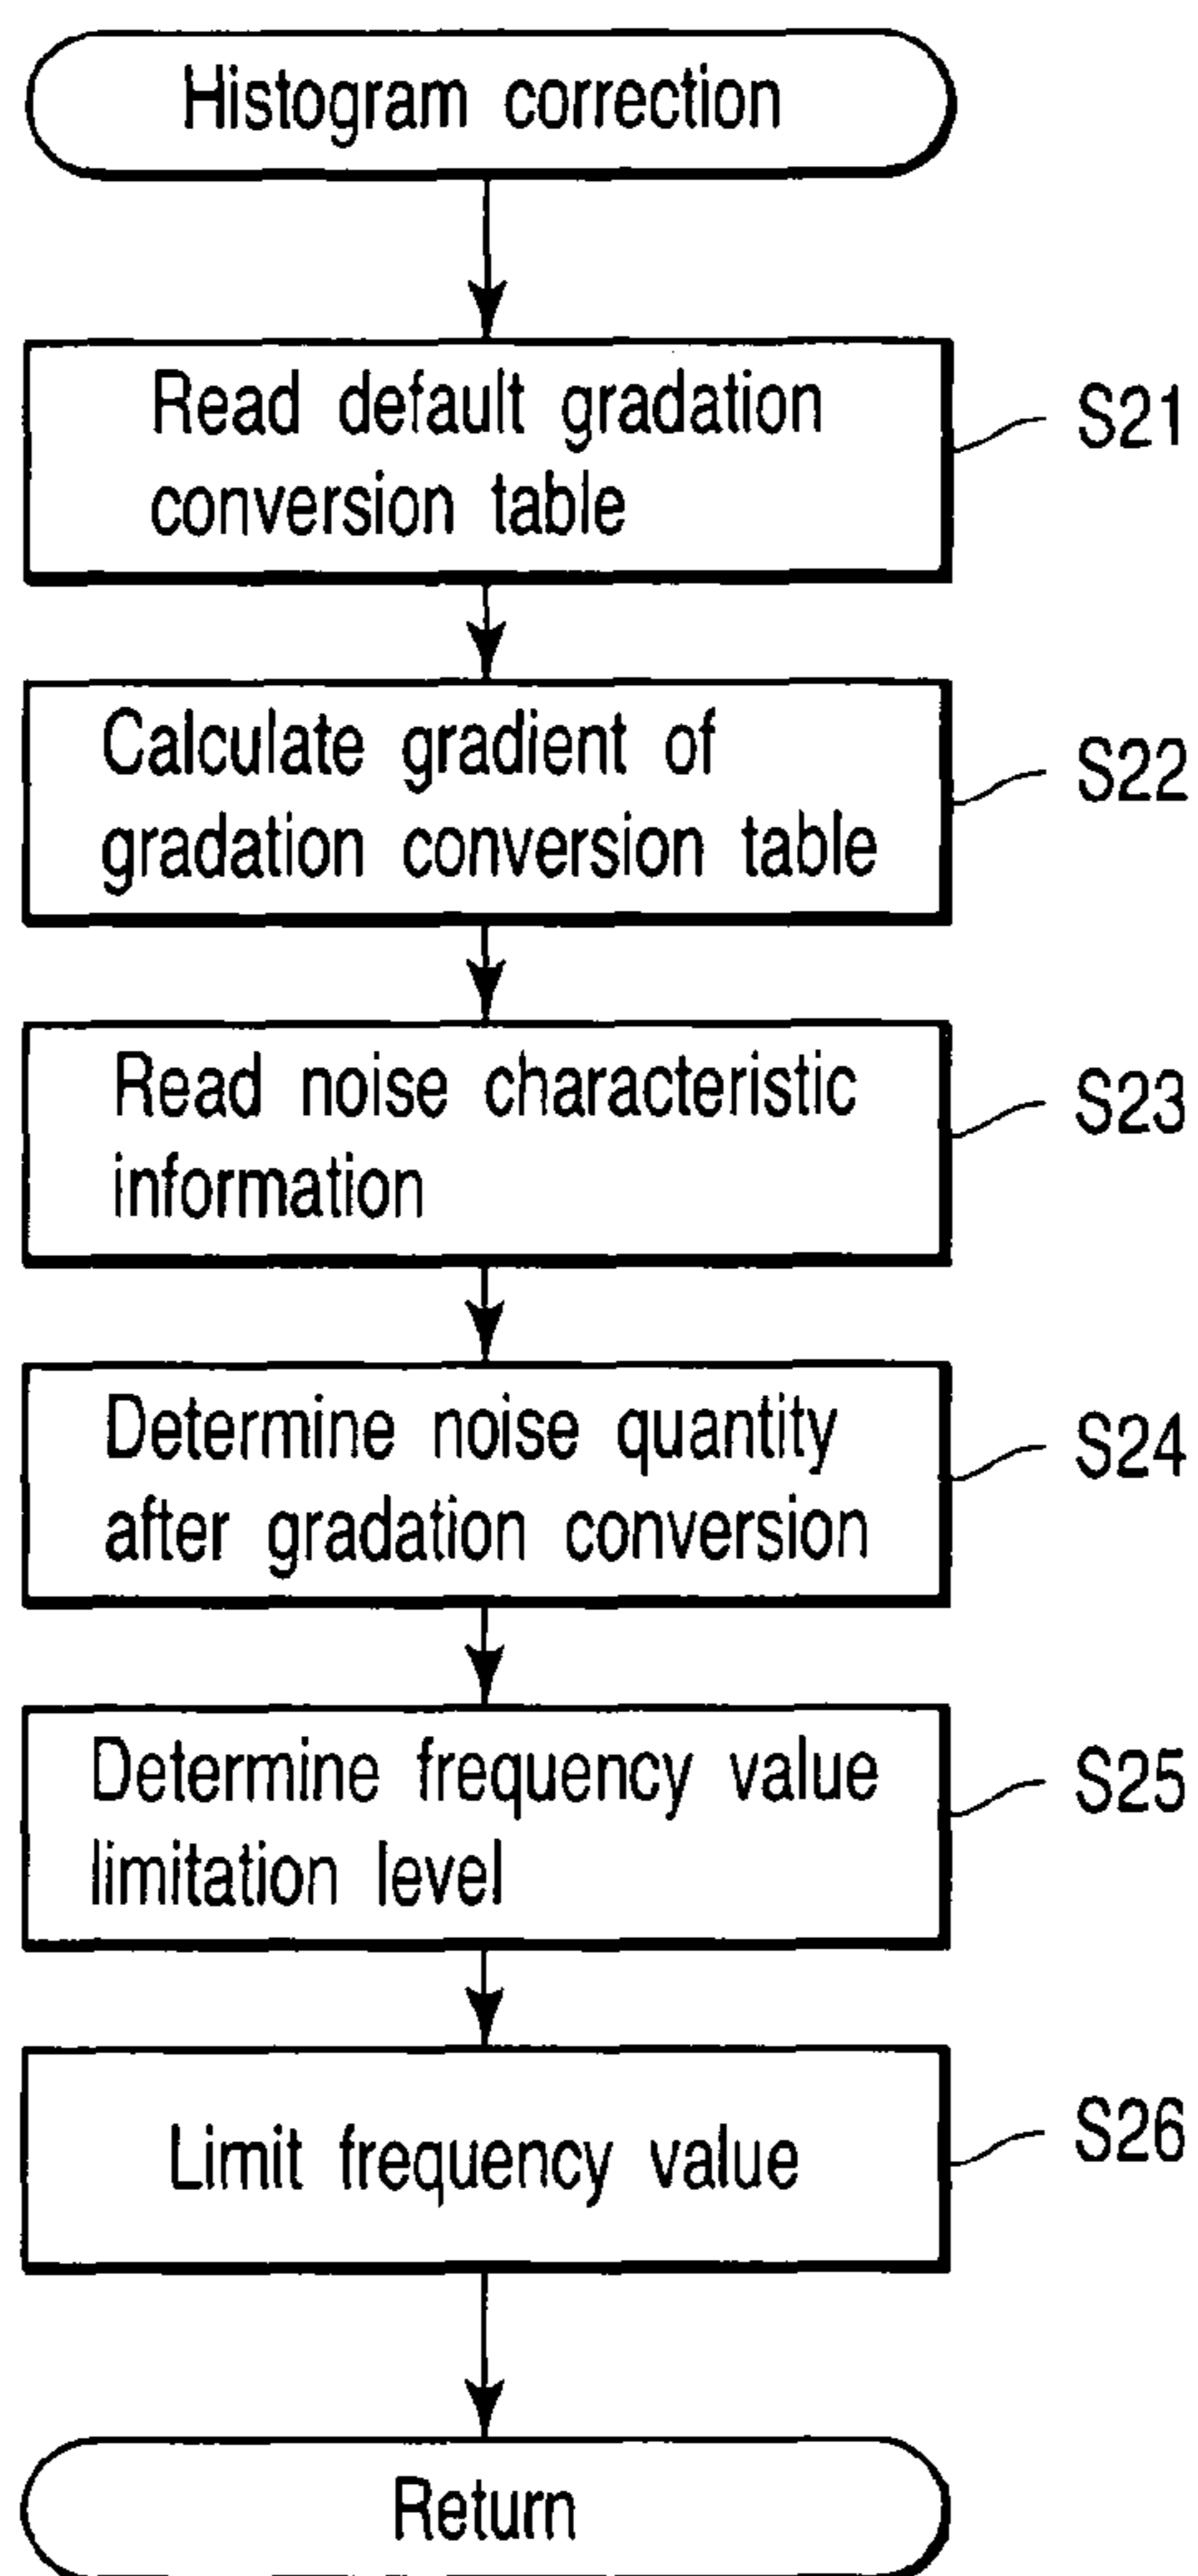 Histogram correction
Read default gradation
conversion table
S21
Calculate gradient of
gradation conversion table
S22
Read noise characteristic
information
S23
Determine noise quantity
after gradation conversion
S24
Determine frequency value
limitation level
S25
Limit frequency value
S26
Return